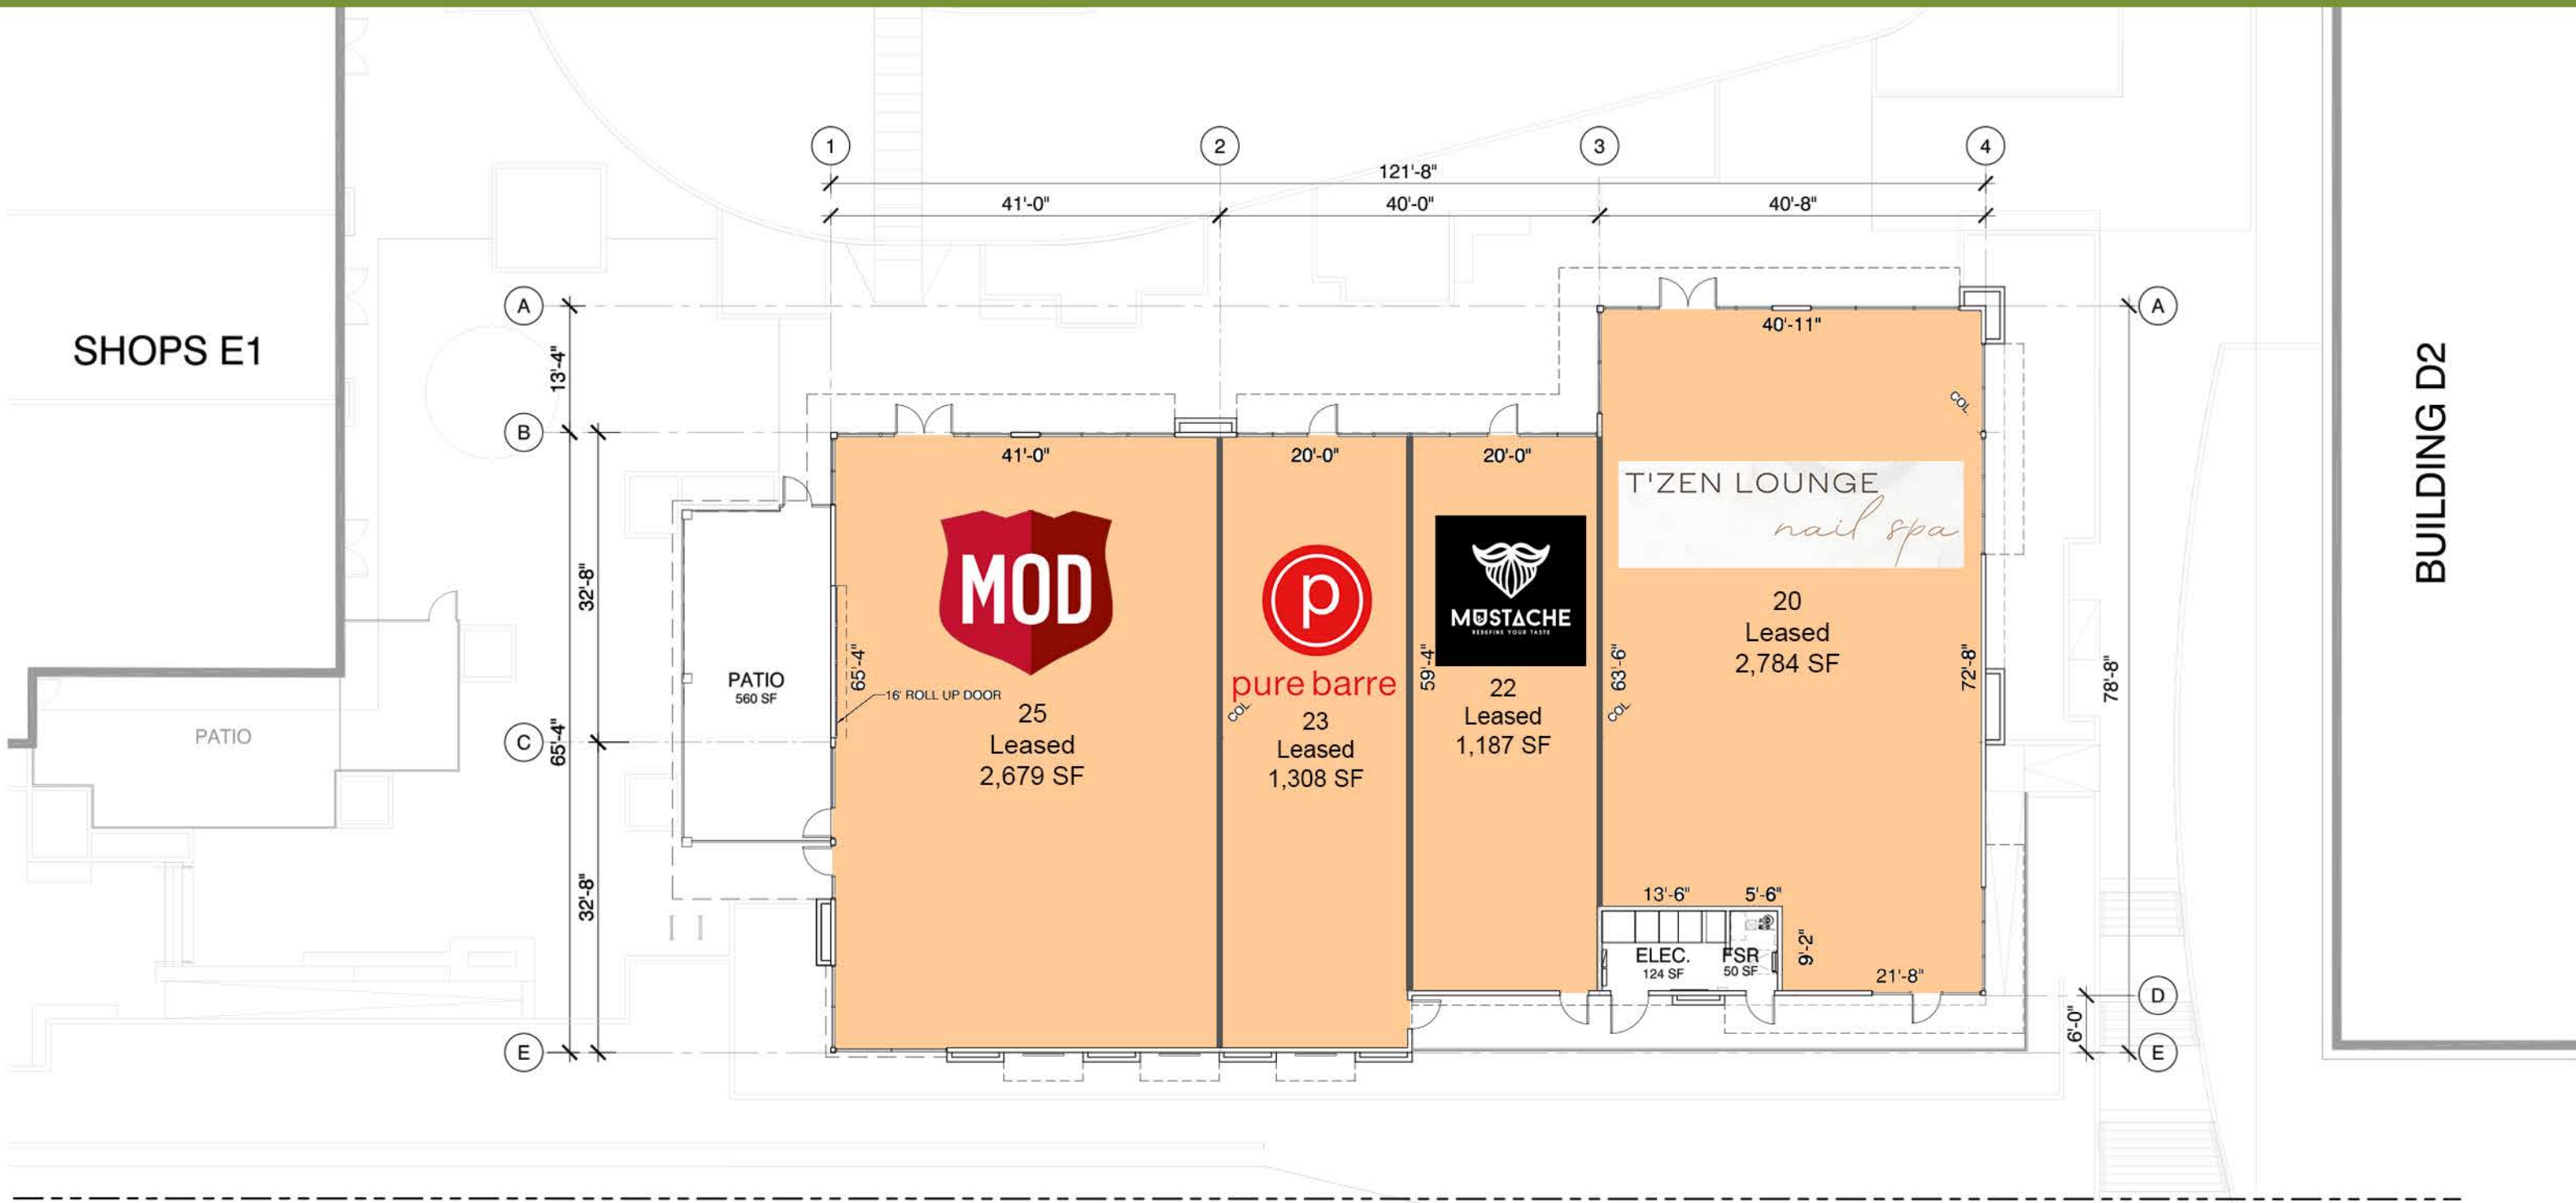 1
2
3
4
121'-8"
41'-0"
40'-0"
40'-8"
A
A
13'-4"
B
SHOPS E1
BUILDING D2
40'-11"
COL.
41'-0"
20'-0"
20'-0"
T'ZEN LOUNGE
nail spa
MOD
p
pure barre
MUSTACHE
REDEFINE YOUR TASTE
32'-8"
PATIO
560 SF
65'-4"
16' ROLL UP DOOR
25
Leased
2,679 SF
COL.
23
Leased
1,308 SF
59'-4"
22
Leased
1,187 SF
63'-6"
COL.
20
Leased
2,784 SF
72'-8"
78'-8"
PATIO
C
65'-4"
32'-8"
13'-6"
5'-6"
ELEC.
124 SF
FSR
50 SF
9'-2"
21'-8"
D
6'-0"
E
E